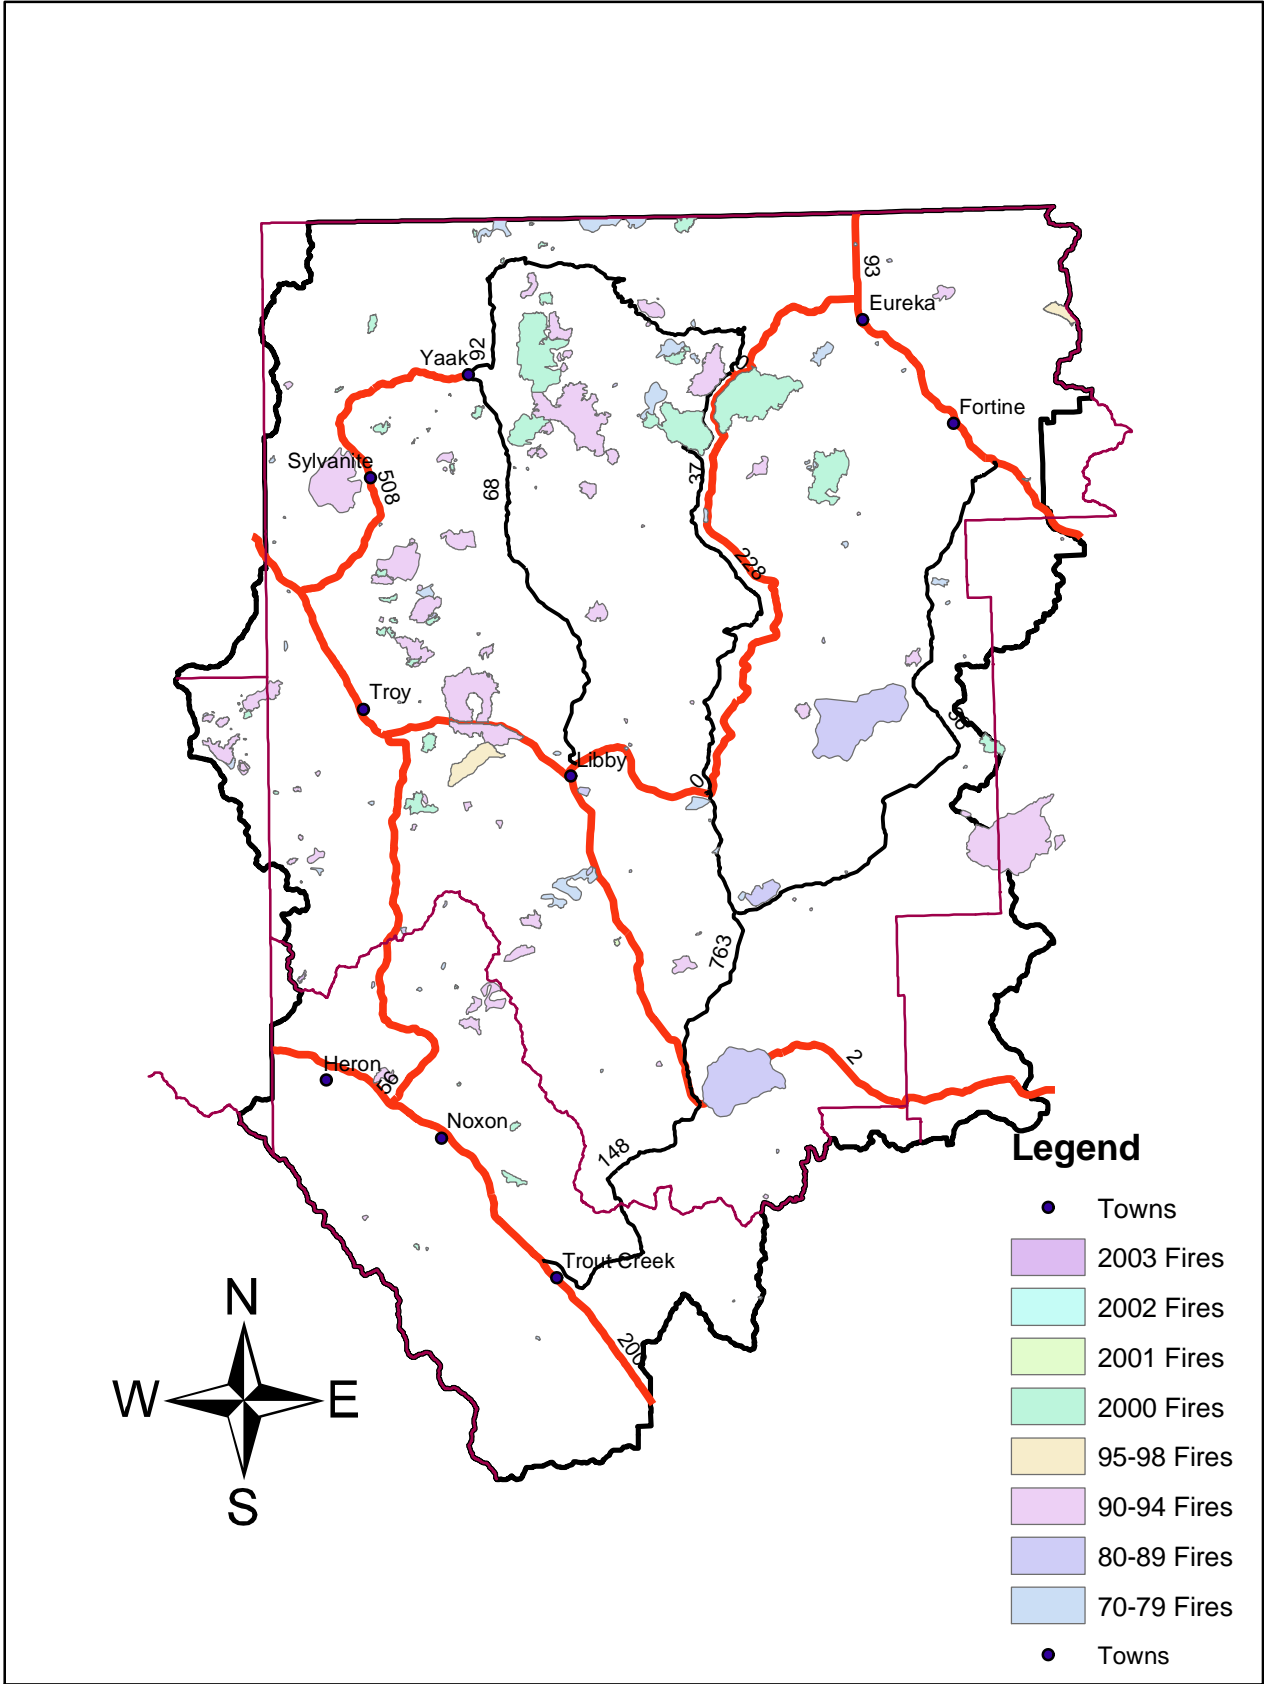 93
Eureka
Yaak
92
0
Fortine
Sylvanite
508
68
37
228
Troy
96
Libby
0
763
2
Heron
56
Noxon
148
Legend
Towns
2003 Fires
Trout Creek
2002 Fires
N
200
2001 Fires
W
E
2000 Fires
95-98 Fires
S
90-94 Fires
80-89 Fires
70-79 Fires
Towns